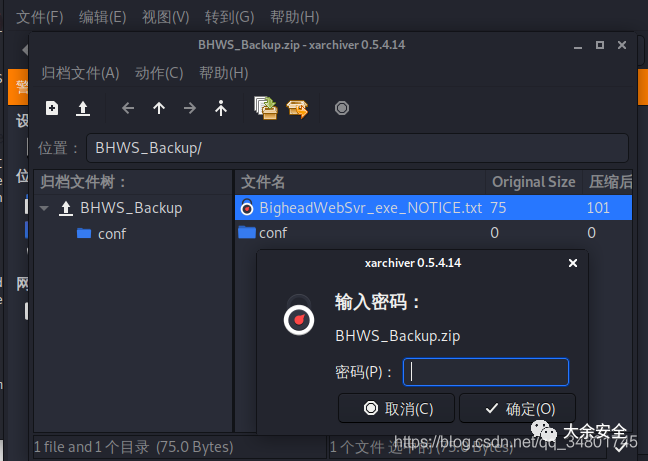 文件(F) 编辑(E) 视图(V) 转到(G) 帮助(H)
BHWS_Backup.zip - xarchiver 0.5.4.14
警
归档文件(A) 动作(C) 帮助(H)
设
位置： BHWS_Backup/
位
归档文件树： 文件名 Original Size 压缩后
BHWS_Backup BigheadWebSvr_exe_NOTICE.txt 75 101
conf conf 0 0
xarchiver 0.5.4.14
网
输入密码：
BHWS_Backup.zip
密码(P)：
取消(C) 确定(O)
大余安全
1 file and 1 个目录 (75.0 Bytes) 1 个文件 选中的 (75.0 Bytes)
https://blog.csdn.net/qq_34801745